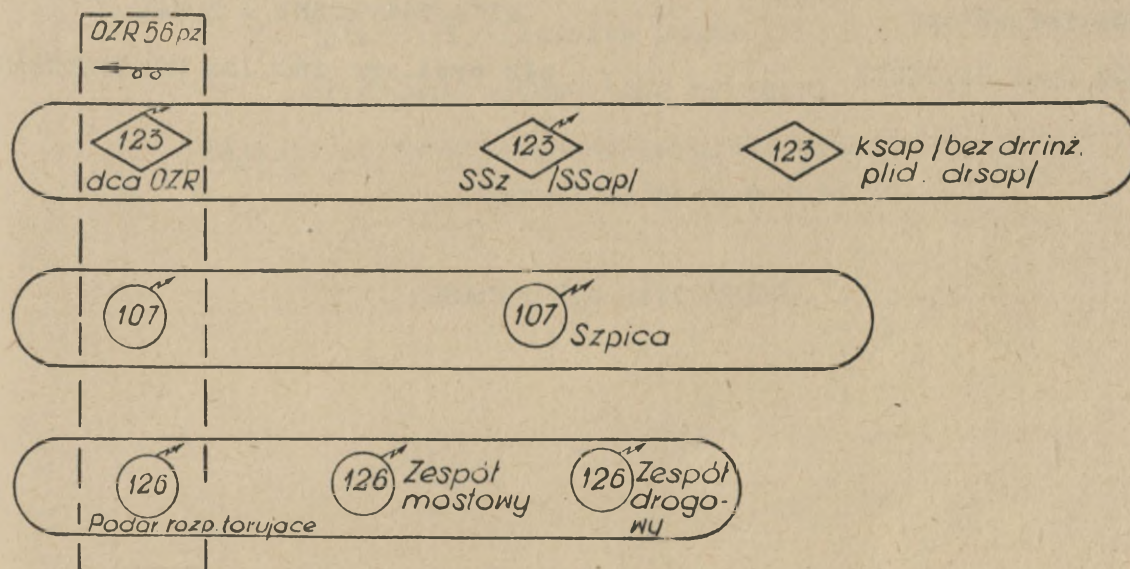 OZR 56 pz
123
dca OZR
123
SSz /SSap/
123
ksap /bez drrinż.
plid. drsap/
107
107
Szpica
126
Podar rozp. torujące
126
Zespół
mostowy
126
Zespół
drogo-
wy